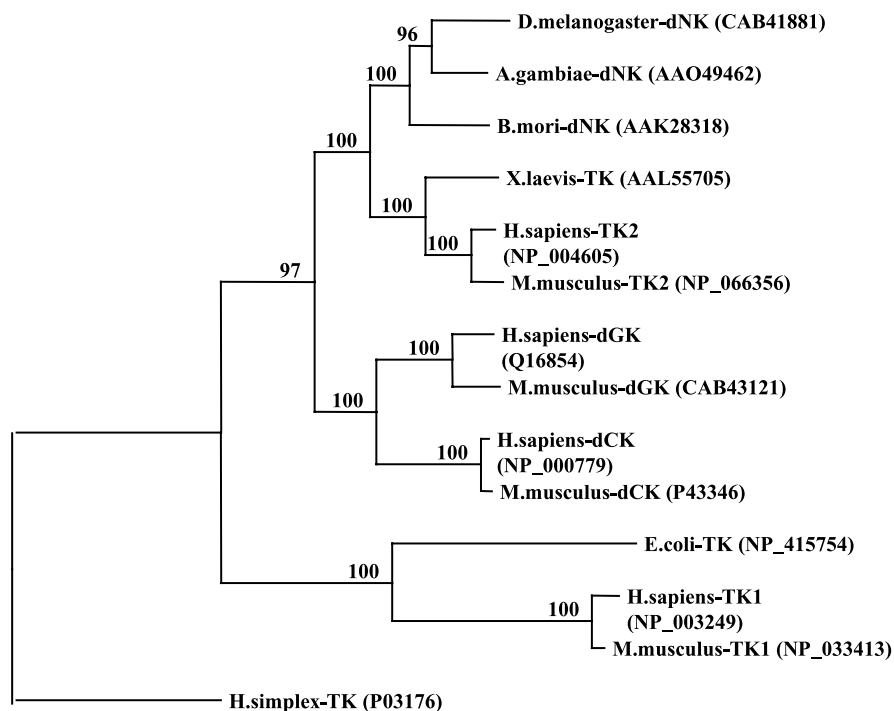 D.melanogaster-dNK (CAB41881)
96
A.gambiae-dNK (AAO49462)
100
B.mori-dNK (AAK28318)
100
X.laevis-TK (AAL55705)
100
H.sapiens-TK2
(NP_004605)
100
M.musculus-TK2 (NP_066356)
97
H.sapiens-dGK
(Q16854)
100
M.musculus-dGK (CAB43121)
100
H.sapiens-dCK
(NP_000779)
100
M.musculus-dCK (P43346)
E.coli-TK (NP_415754)
100
H.sapiens-TK1
(NP_003249)
100
M.musculus-TK1 (NP_033413)
H.simplex-TK (P03176)